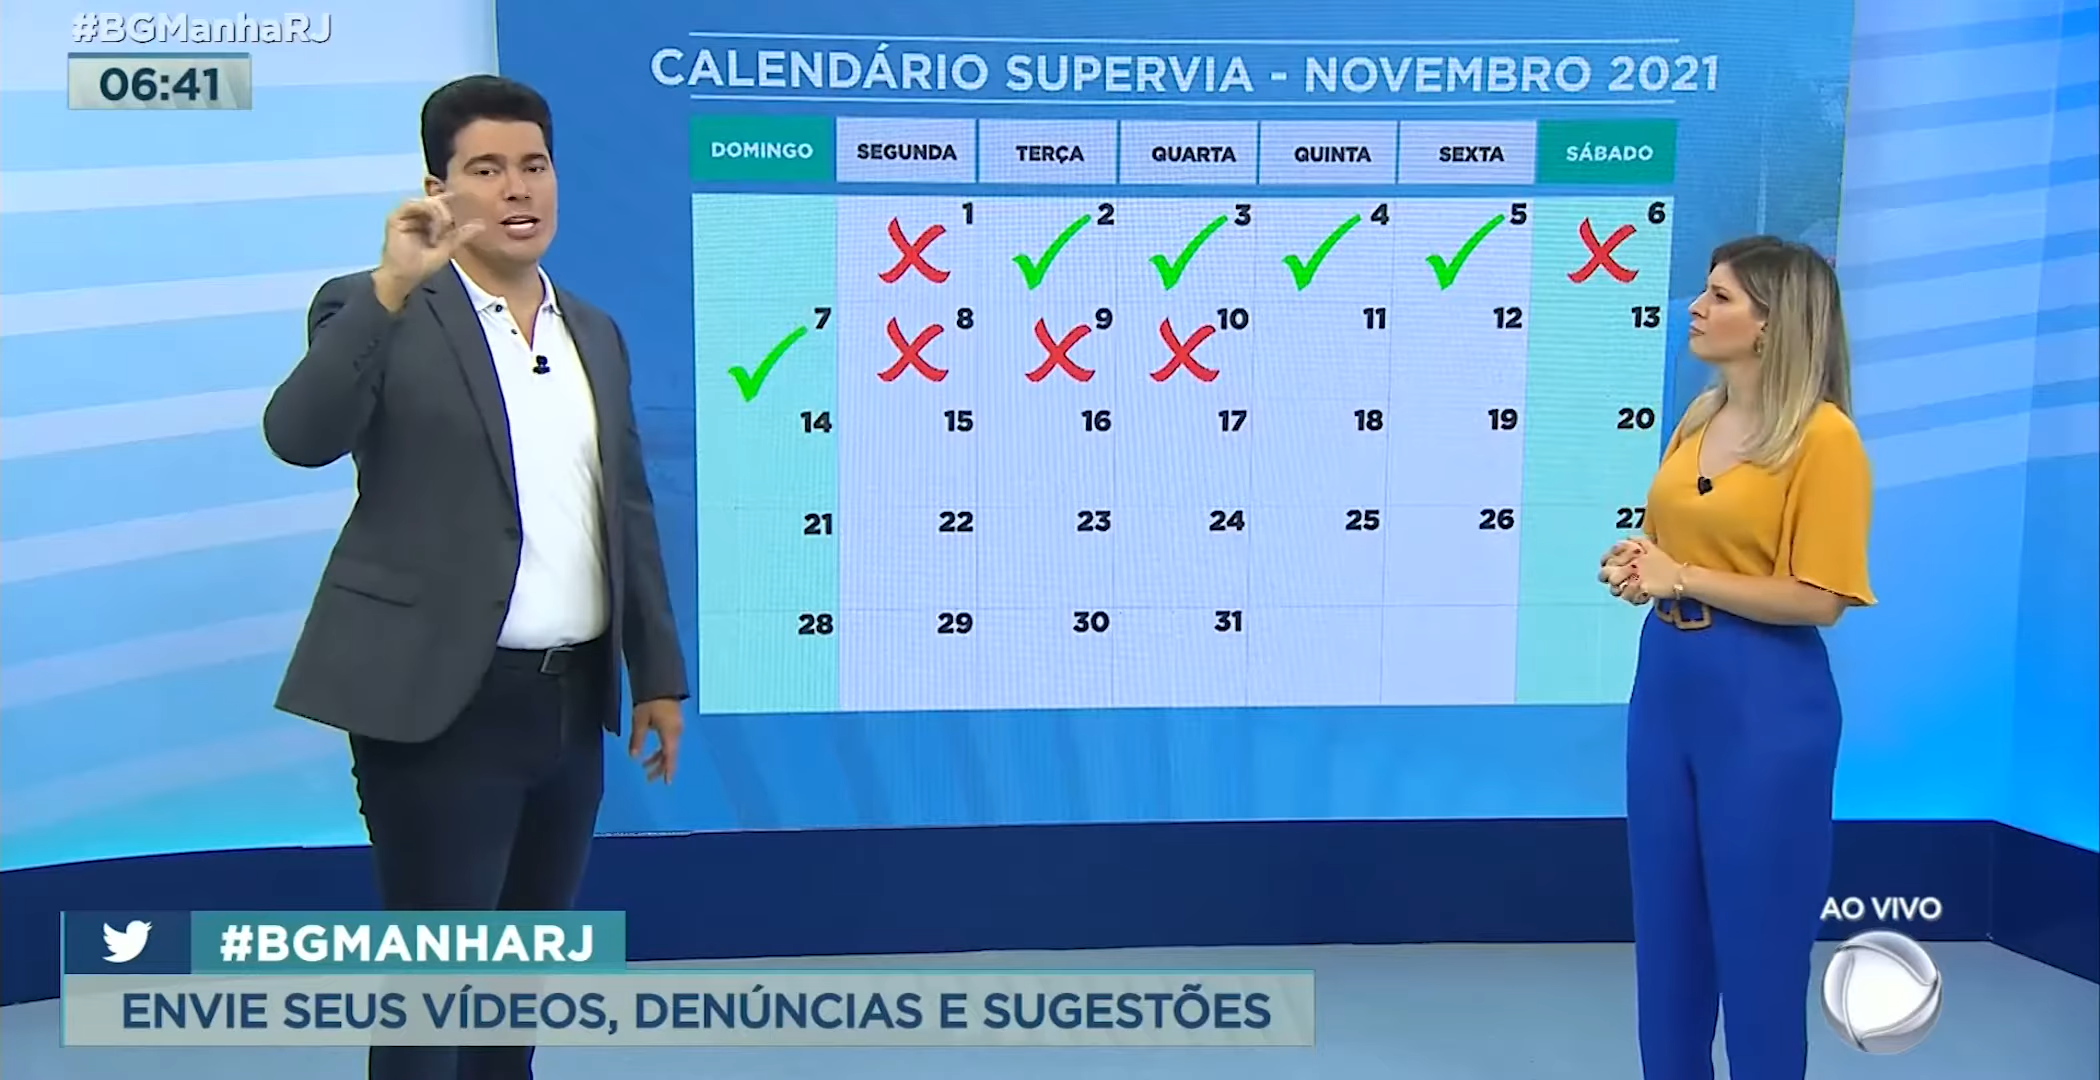 #BGManhaRJ
06:41
CALENDÁRIO SUPERVIA - NOVEMBRO 2021
DOMINGO SEGUNDA TERÇA QUARTA QUINTA SEXTA SÁBADO
1 2 3 4 5 6
7 8 9 10 11 12 13
14 15 16 17 18 19 20
21 22 23 24 25 26 27
28 29 30 31
AO VIVO
#BGMANHARJ
ENVIE SEUS VÍDEOS, DENÚNCIAS E SUGESTÕES